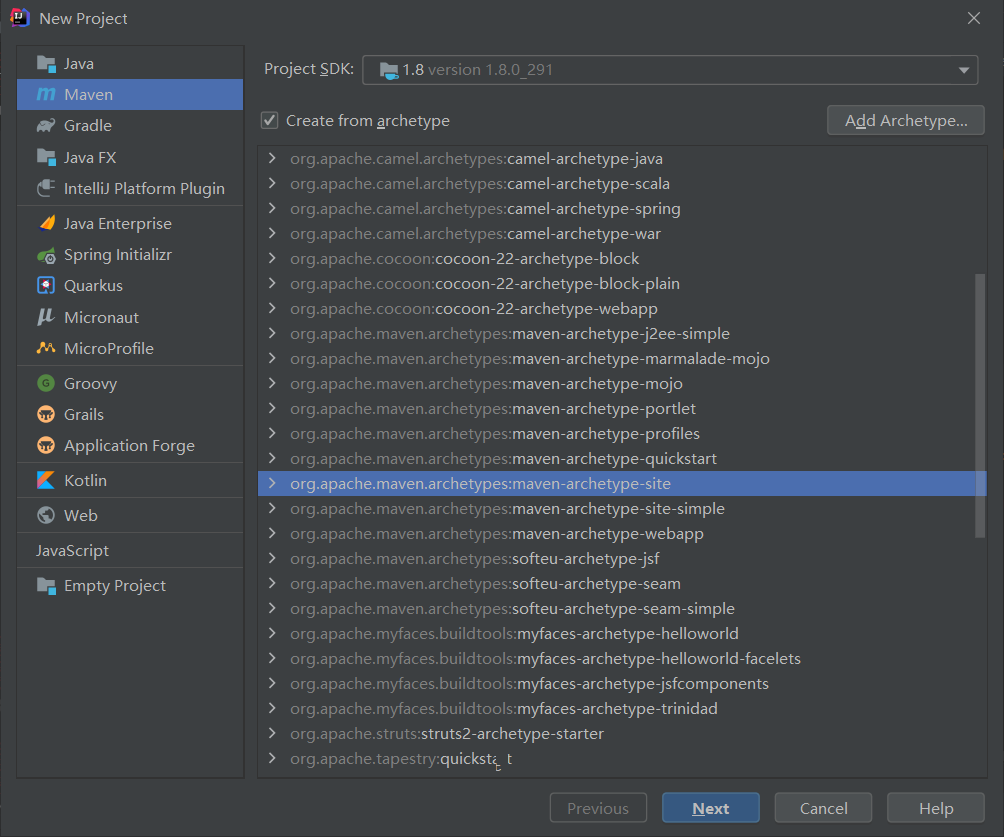 New Project
Java
Maven
Gradle
Java FX
IntelliJ Platform Plugin
Java Enterprise
Spring Initializr
Quarkus
Micronaut
MicroProfile
Groovy
Grails
Application Forge
Kotlin
Web
JavaScript
Empty Project
Project SDK: 1.8 version 1.8.0_291
Create from archetype Add Archetype...
org.apache.camel.archetypes:camel-archetype-java
org.apache.camel.archetypes:camel-archetype-scala
org.apache.camel.archetypes:camel-archetype-spring
org.apache.camel.archetypes:camel-archetype-war
org.apache.cocoon:cocoon-22-archetype-block
org.apache.cocoon:cocoon-22-archetype-block-plain
org.apache.cocoon:cocoon-22-archetype-webapp
org.apache.maven.archetypes:maven-archetype-j2ee-simple
org.apache.maven.archetypes:maven-archetype-marmalade-mojo
org.apache.maven.archetypes:maven-archetype-mojo
org.apache.maven.archetypes:maven-archetype-portlet
org.apache.maven.archetypes:maven-archetype-profiles
org.apache.maven.archetypes:maven-archetype-quickstart
org.apache.maven.archetypes:maven-archetype-site
org.apache.maven.archetypes:maven-archetype-site-simple
org.apache.maven.archetypes:maven-archetype-webapp
org.apache.maven.archetypes:softeu-archetype-jsf
org.apache.maven.archetypes:softeu-archetype-seam
org.apache.maven.archetypes:softeu-archetype-seam-simple
org.apache.myfaces.buildtools:myfaces-archetype-helloworld
org.apache.myfaces.buildtools:myfaces-archetype-helloworld-facelets
org.apache.myfaces.buildtools:myfaces-archetype-jsfcomponents
org.apache.myfaces.buildtools:myfaces-archetype-trinidad
org.apache.struts:struts2-archetype-starter
org.apache.tapestry:quickstart
Previous Next Cancel Help